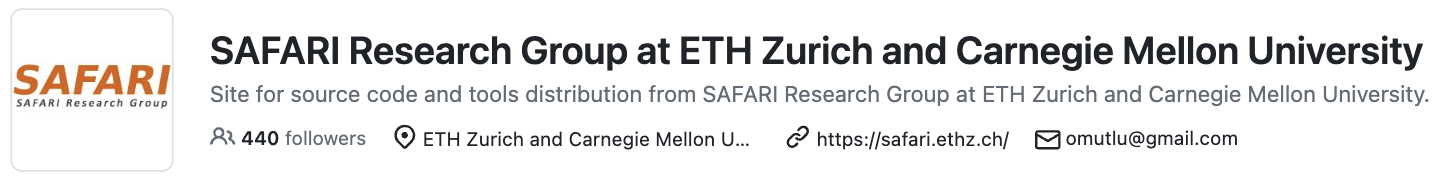 SAFARI
SAFARI Research Group
SAFARI Research Group at ETH Zurich and Carnegie Mellon University
Site for source code and tools distribution from SAFARI Research Group at ETH Zurich and Carnegie Mellon University.
440 followers ETH Zurich and Carnegie Mellon U... https://safari.ethz.ch/ omutlu@gmail.com